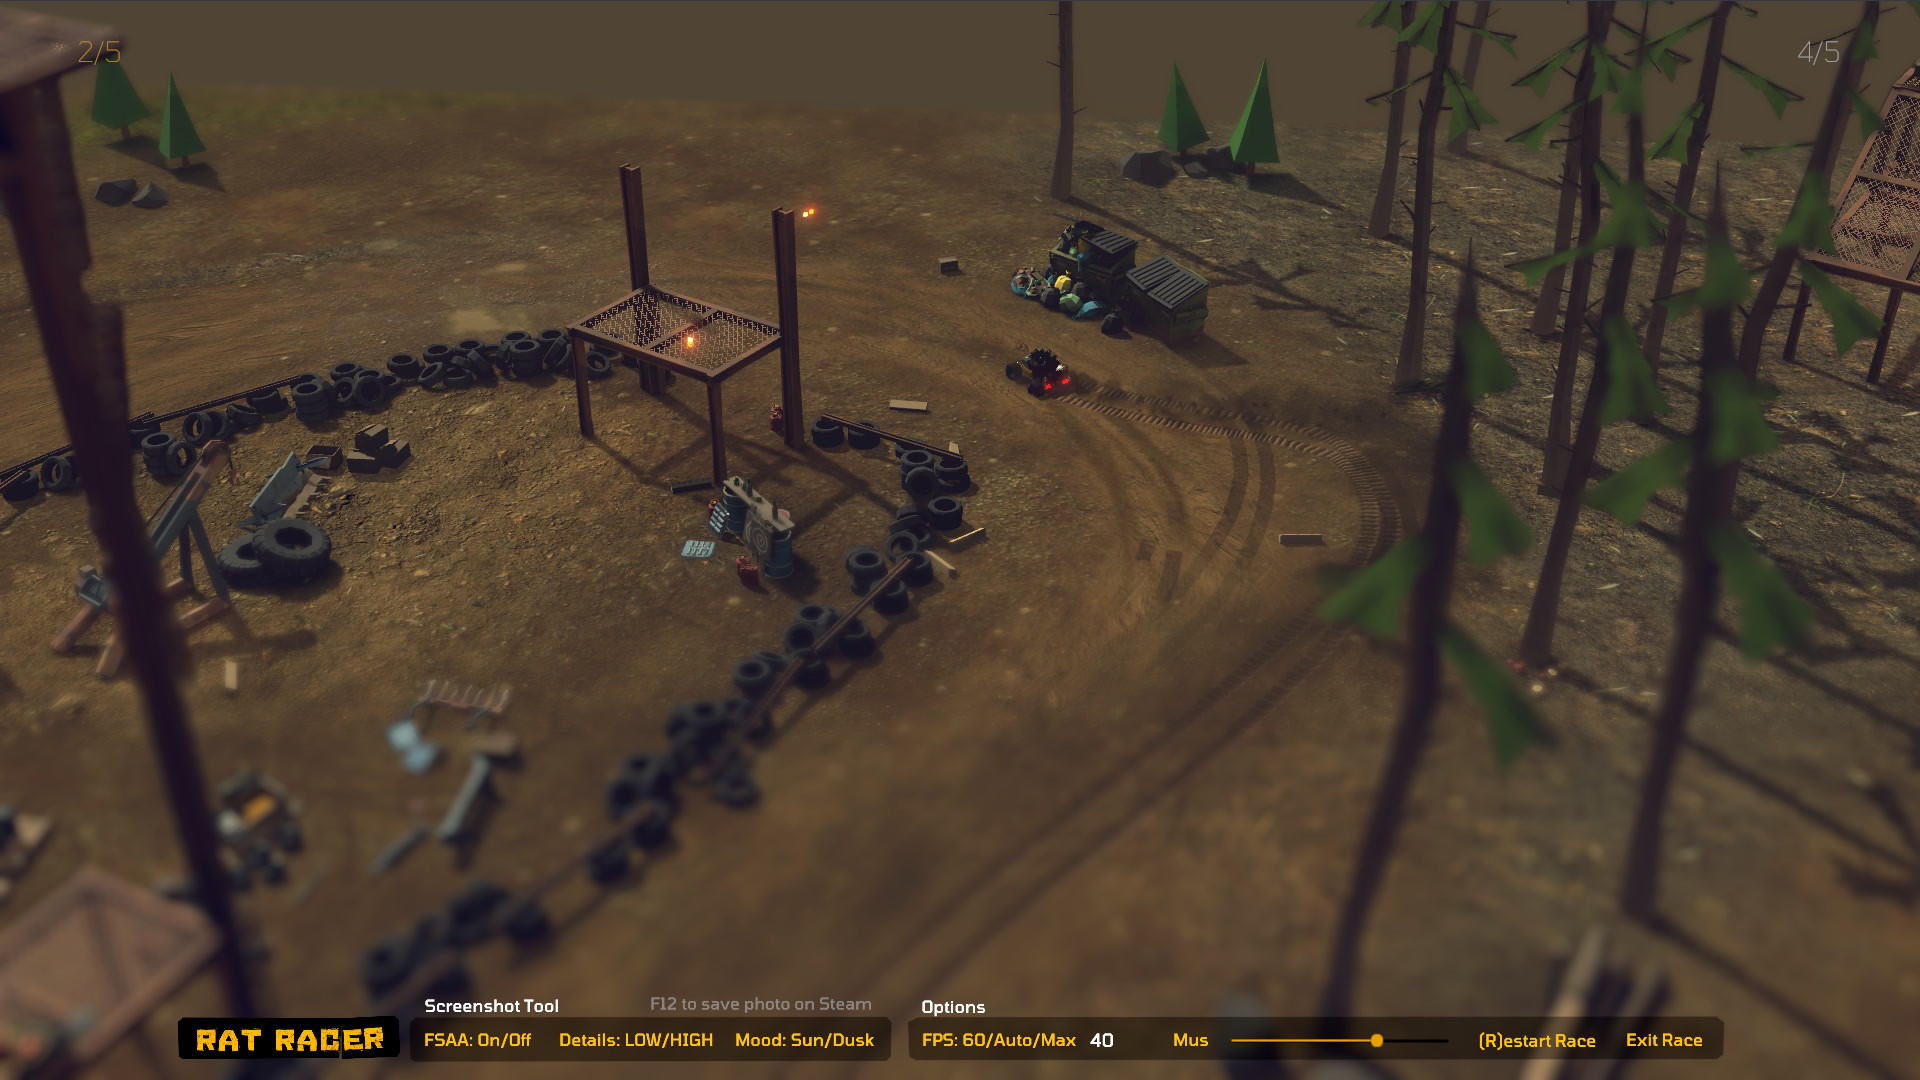 2/5
4/5
Screenshot Tool
F12 to save photo on Steam
Options
RAT RACER
FSAA: On/Off
Details: LOW/HIGH
Mood: Sun/Dusk
FPS: 60/Auto/Max
40
Mus
(R)estart Race
Exit Race